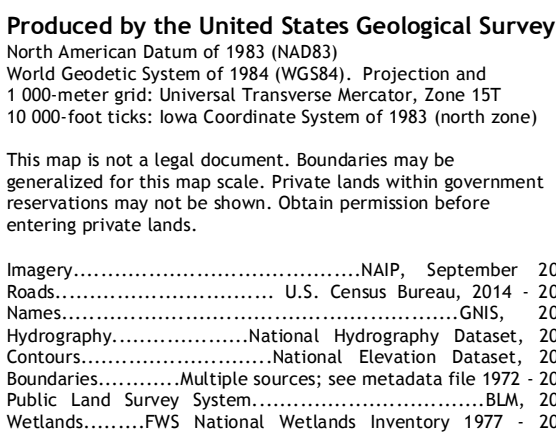 Produced by the United States Geological Survey
North American Datum of 1983 (NAD83)
World Geodetic System of 1984 (WGS84). Projection and
1 000-meter grid: Universal Transverse Mercator, Zone 15T
10 000-foot ticks: Iowa Coordinate System of 1983 (north zone)
This map is not a legal document. Boundaries may be
generalized for this map scale. Private lands within government
reservations may not be shown. Obtain permission before
entering private lands.
Imagery.....................................NAIP, September 20
Roads............................ U.S. Census Bureau, 2014 - 20
Names...................................................GNIS, 20
Hydrography..................National Hydrography Dataset, 20
Contours.........................National Elevation Dataset, 20
Boundaries...........Multiple sources; see metadata file 1972 - 20
Public Land Survey System...............................BLM, 20
Wetlands.........FWS National Wetlands Inventory 1977 - 20